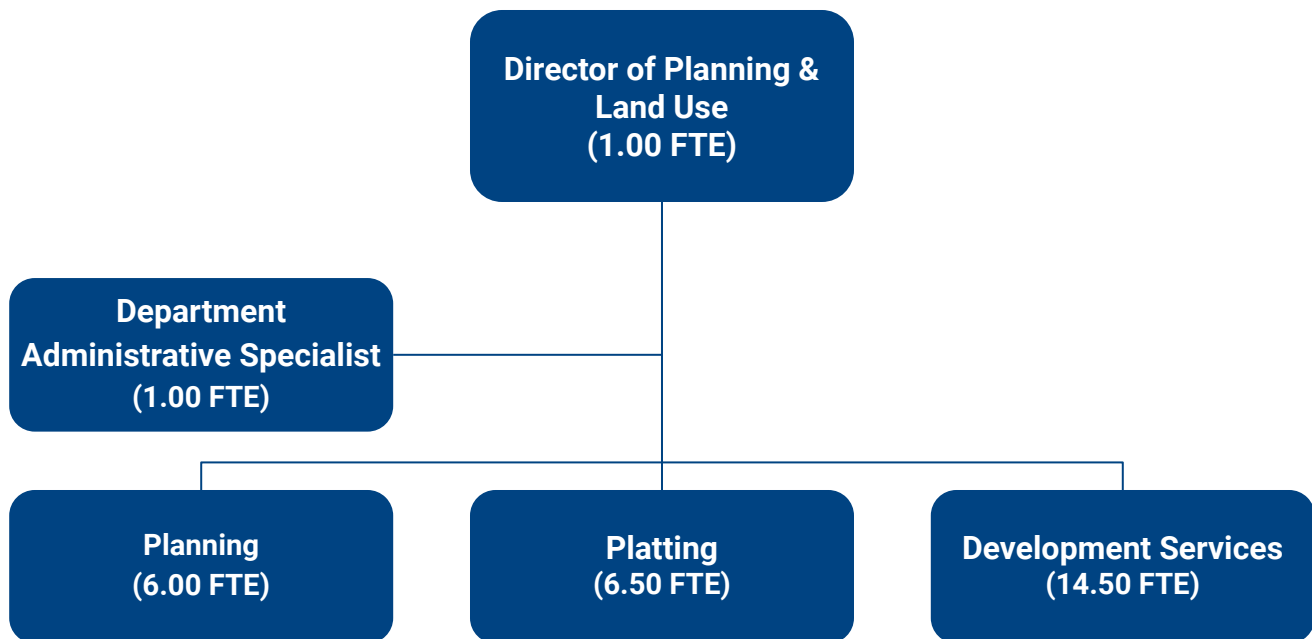 Director of Planning &
Land Use
(1.00 FTE)
Department
Administrative Specialist
(1.00 FTE)
Planning
(6.00 FTE)
Platting
(6.50 FTE)
Development Services
(14.50 FTE)